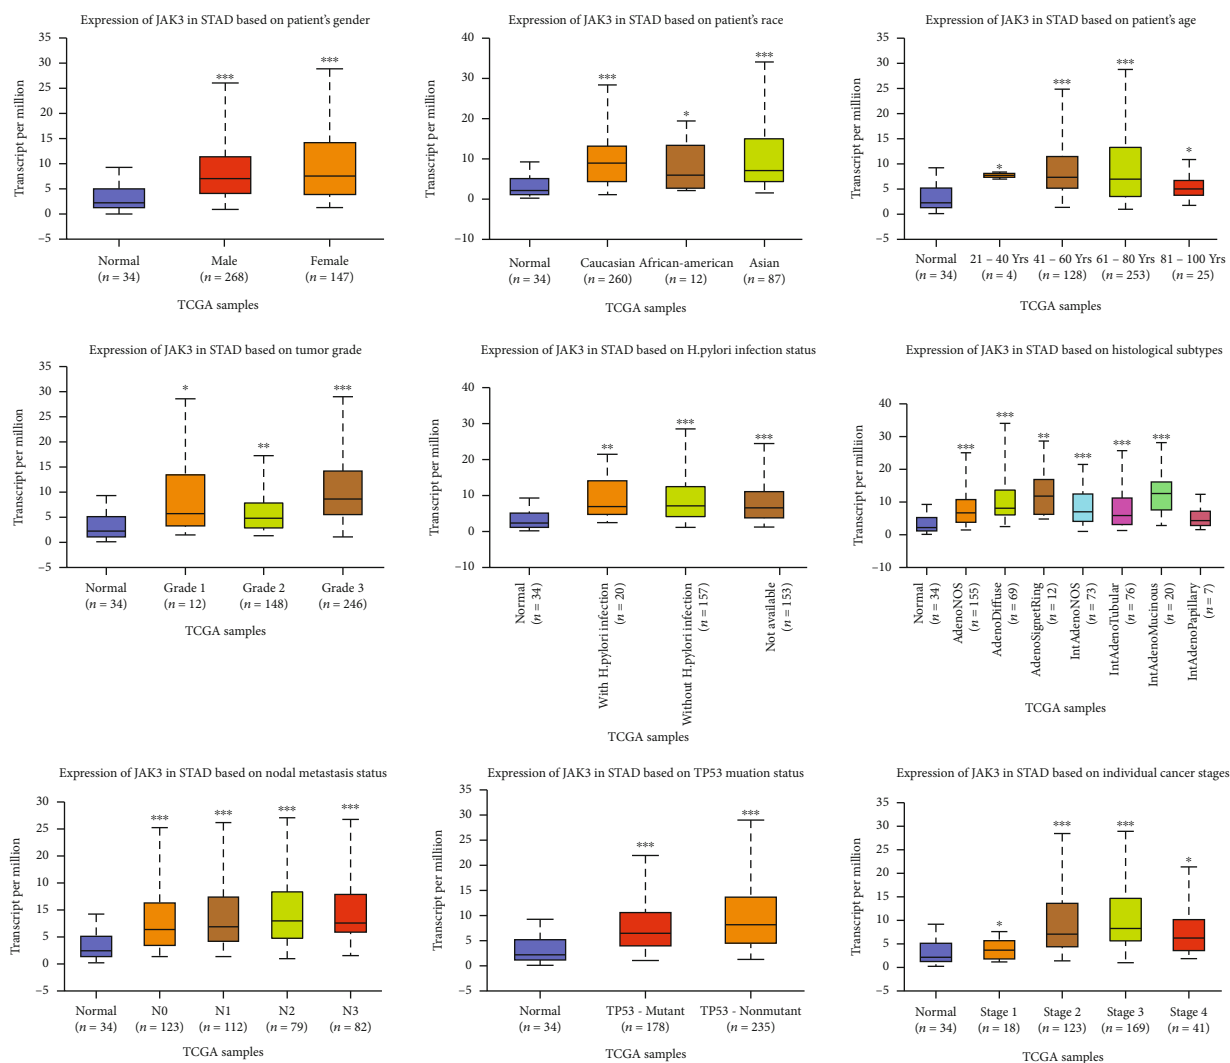 Expression of JAK3 in STAD based on patient's gender
Transcript per milliion
35
30
25
20
15
10
5
0
−5
***
***
Normal
(n = 34)
Male
(n = 268)
Female
(n = 147)
TCGA samples
Expression of JAK3 in STAD based on patient's race
Transcript per million
40
30
20
10
0
−10
***
*
***
Normal
(n = 34)
Caucasian
(n = 260)
African-american
(n = 12)
Asian
(n = 87)
TCGA samples
Expression of JAK3 in STAD based on patient's age
Transcript per milliion
35
30
25
20
15
10
5
0
−5
*
***
***
*
Normal
(n = 34)
21 – 40 Yrs
(n = 4)
41 – 60 Yrs
(n = 128)
61 – 80 Yrs
(n = 253)
81 – 100 Yrs
(n = 25)
TCGA samples
Expression of JAK3 in STAD based on tumor grade
Transcript per million
35
30
25
20
15
10
5
0
−5
*
**
***
Normal
(n = 34)
Grade 1
(n = 12)
Grade 2
(n = 148)
Grade 3
(n = 246)
TCGA samples
Expression of JAK3 in STAD based on H.pylori infection status
Transcript per million
40
30
20
10
0
−10
**
***
***
Normal
(n = 34)
With H.pylori infection
(n = 20)
Without H.pylori infection
(n = 157)
Not available
(n = 153)
TCGA samples
Expression of JAK3 in STAD based on histological subtypes
Transcript per milliion
40
30
20
10
0
−10
***
***
**
***
***
***
Normal
(n = 34)
AdenoNOS
(n = 155)
AdenoDiffuse
(n = 69)
AdenoSignetRing
(n = 12)
IntAdenoNOS
(n = 73)
IntAdenoTubular
(n = 76)
IntAdenoMucinous
(n = 20)
IntAdenoPapillary
(n = 7)
TCGA samples
Expression of JAK3 in STAD based on nodal metastasis status
Transcript per million
30
25
20
10
15
5
0
−5
***
***
***
***
Normal
(n = 34)
N0
(n = 123)
N1
(n = 112)
N2
(n = 79)
N3
(n = 82)
TCGA samples
Expression of JAK3 in STAD based on TP53 muation status
Transcript per million
35
30
25
20
15
10
5
0
−5
***
***
Normal
(n = 34)
TP53 - Mutant
(n = 178)
TP53 - Nonmutant
(n = 235)
TCGA samples
Expression of JAK3 in STAD based on individual cancer stages
Transcript per million
35
30
25
20
15
10
5
0
−5
*
***
***
*
Normal
(n = 34)
Stage 1
(n = 18)
Stage 2
(n = 123)
Stage 3
(n = 169)
Stage 4
(n = 41)
TCGA samples